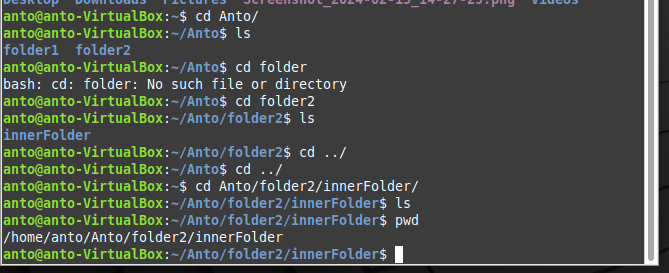 Desktop Downloads Pictures Screenshot_2024-02-15_14-27-29.png Videos
anto@anto-VirtualBox:~$ cd Anto/
anto@anto-VirtualBox:~/Anto$ ls
folder1  folder2
anto@anto-VirtualBox:~/Anto$ cd folder
bash: cd: folder: No such file or directory
anto@anto-VirtualBox:~/Anto$ cd folder2
anto@anto-VirtualBox:~/Anto/folder2$ ls
innerFolder
anto@anto-VirtualBox:~/Anto/folder2$ cd ../
anto@anto-VirtualBox:~/Anto$ cd ../
anto@anto-VirtualBox:~$ cd Anto/folder2/innerFolder/
anto@anto-VirtualBox:~/Anto/folder2/innerFolder$ ls
anto@anto-VirtualBox:~/Anto/folder2/innerFolder$ pwd
/home/anto/Anto/folder2/innerFolder
anto@anto-VirtualBox:~/Anto/folder2/innerFolder$